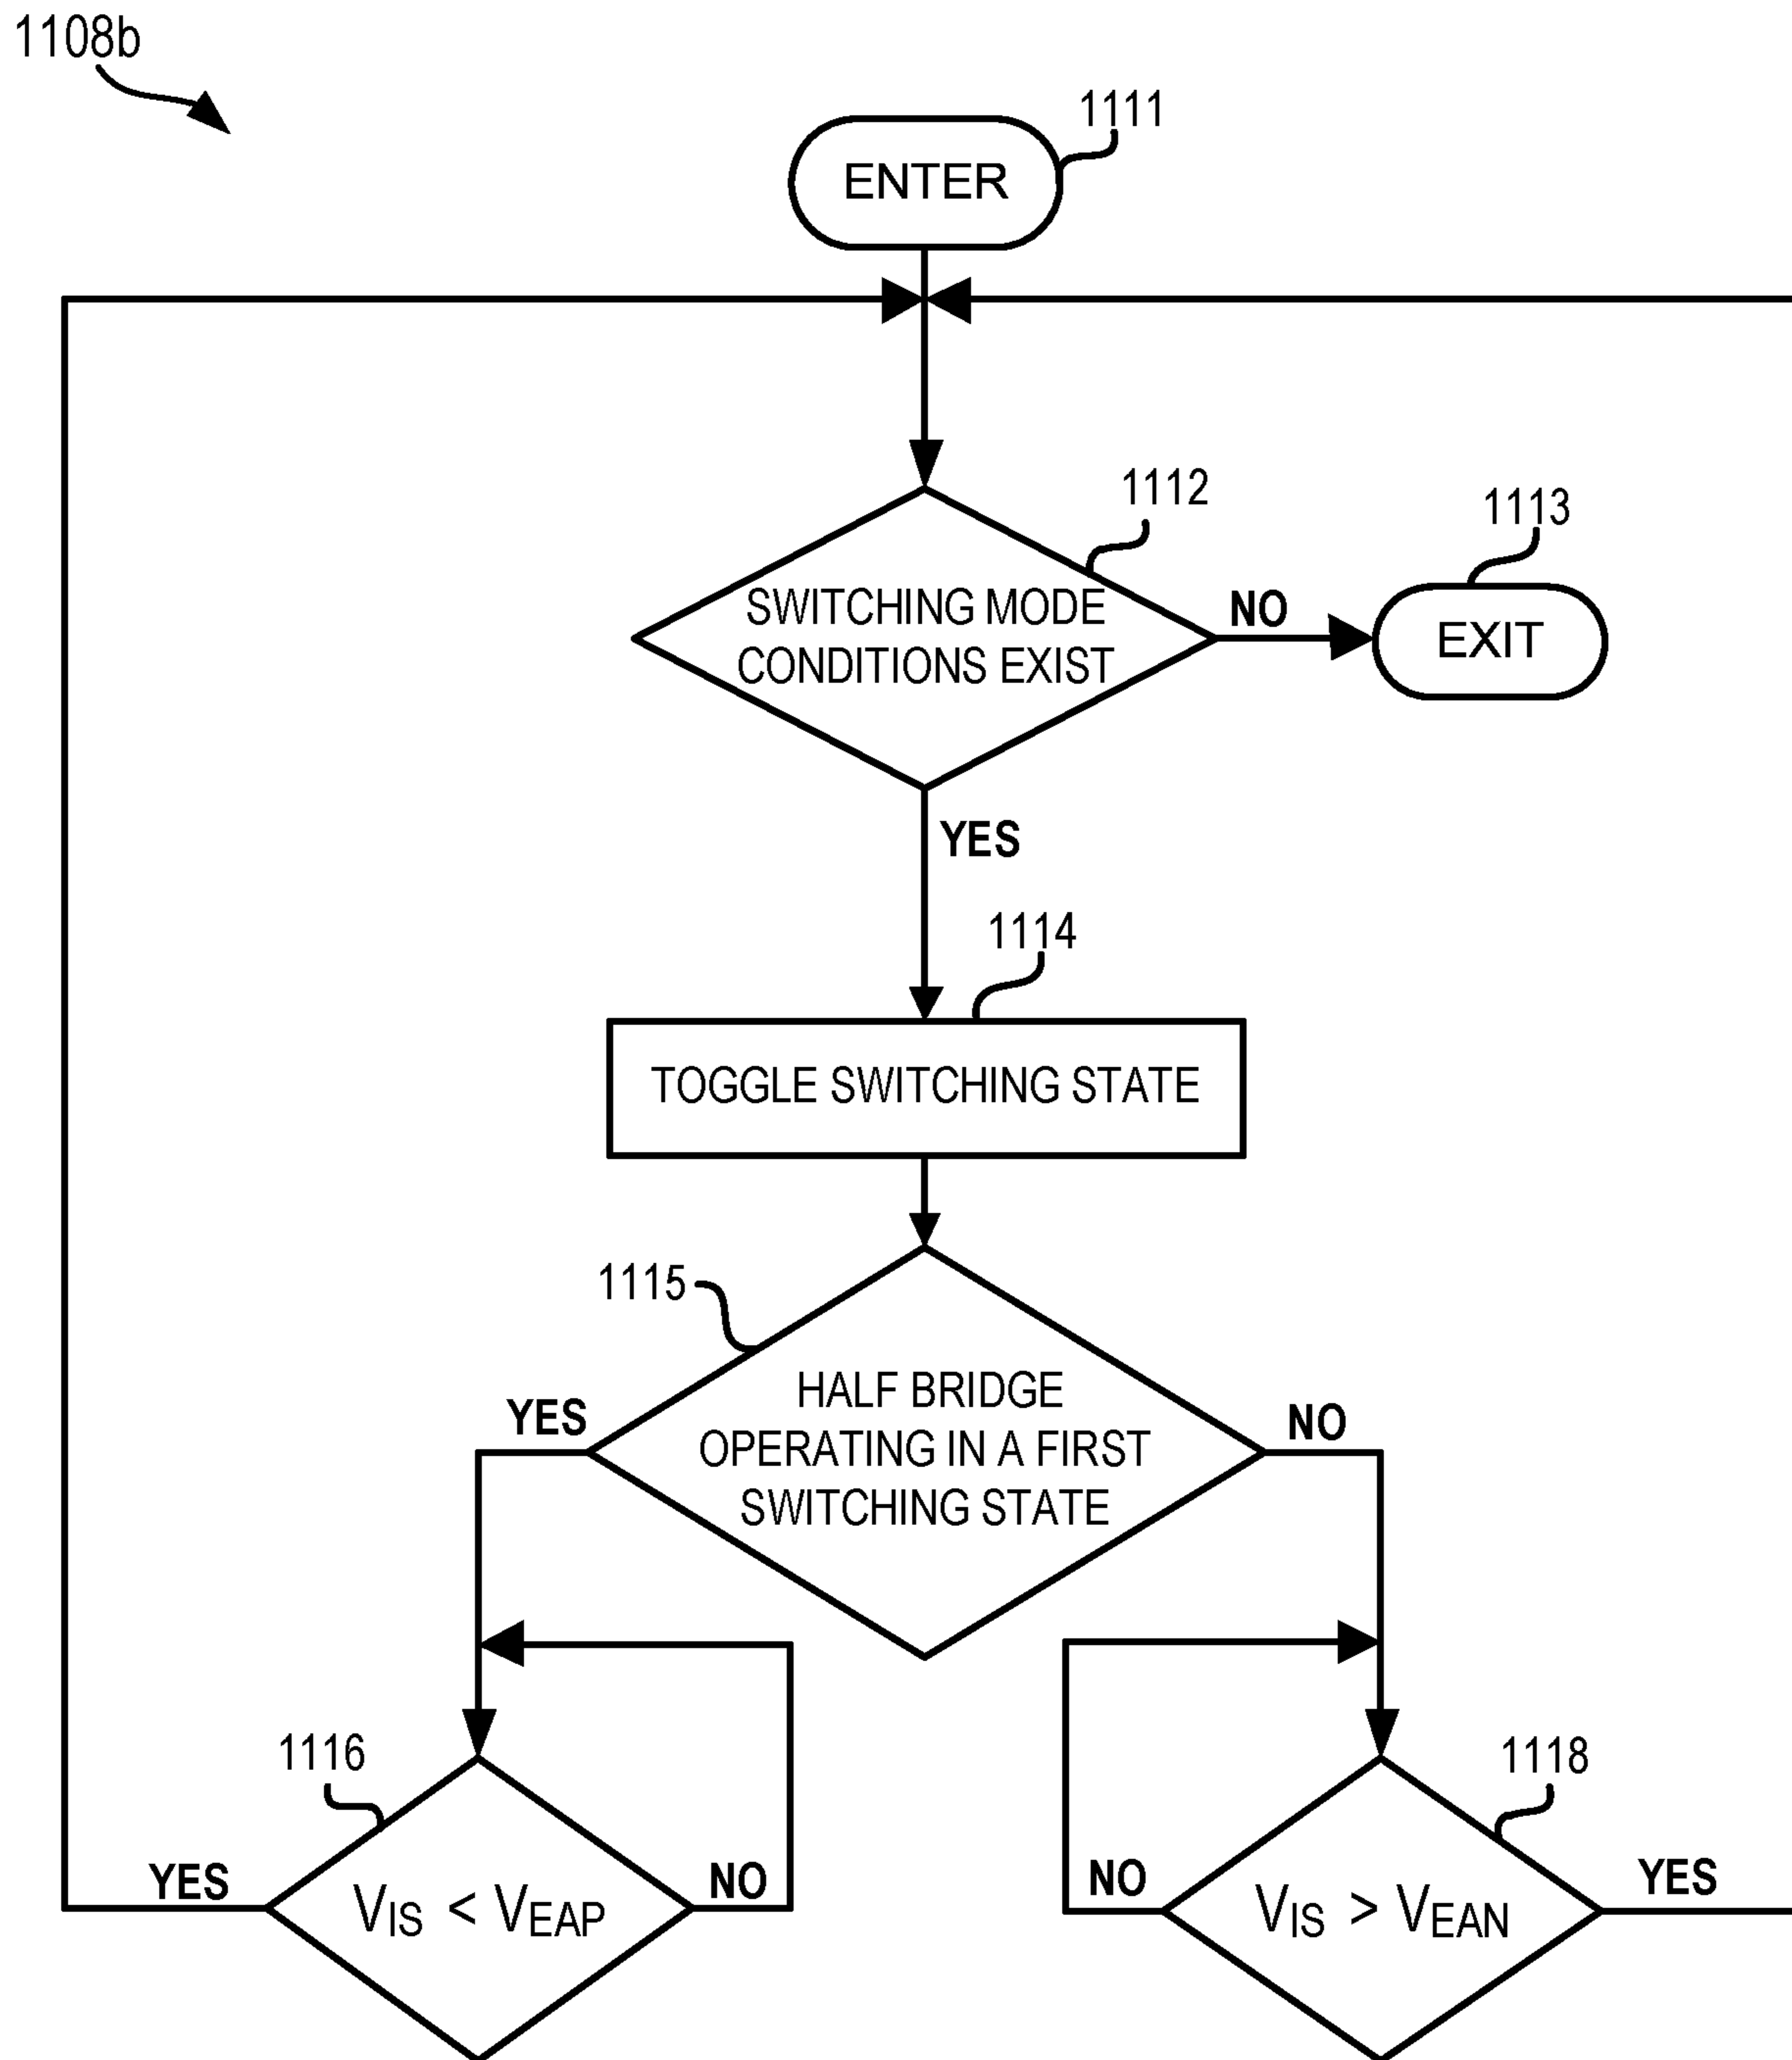 1108b
1111
ENTER
1112
1113
SWITCHING MODE
CONDITIONS EXIST
NO
EXIT
YES
1114
TOGGLE SWITCHING STATE
1115
HALF BRIDGE
OPERATING IN A FIRST
SWITCHING STATE
YES
NO
1116
1118
YES
VIS < VEAP
NO
NO
VIS > VEAN
YES